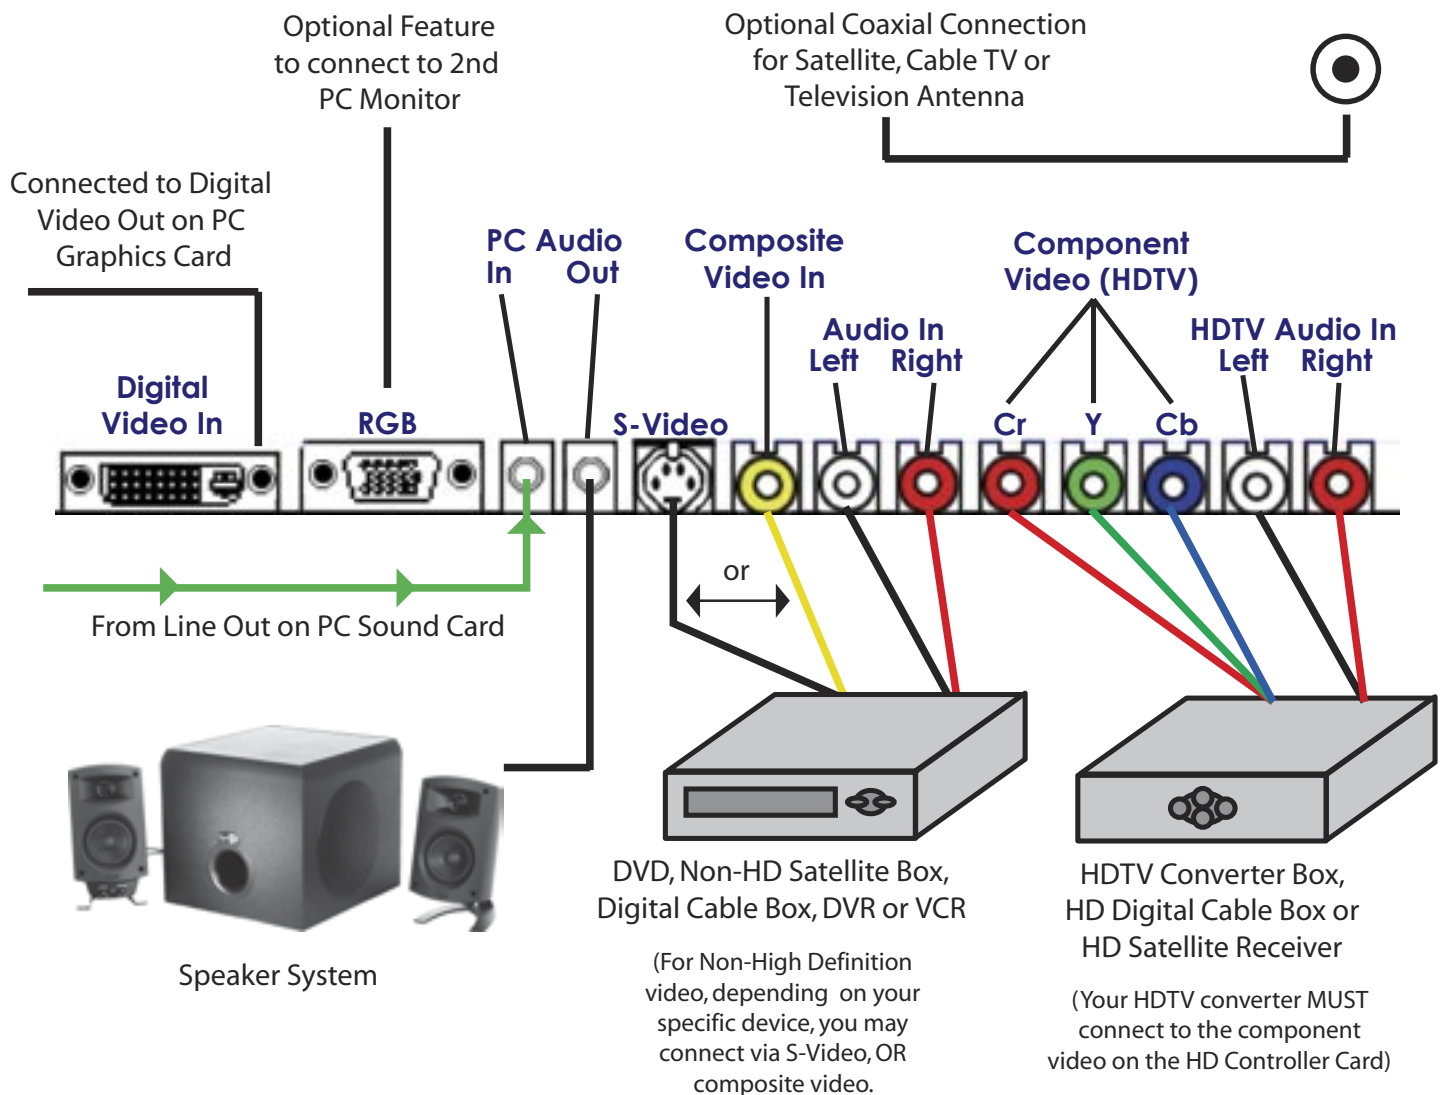 Optional Feature
to connect to 2nd
PC Monitor
Optional Coaxial Connection
for Satellite, Cable TV or
Television Antenna
Connected to Digital
Video Out on PC
Graphics Card
PC Audio
In Out
Composite
Video In
Component
Video (HDTV)
Audio In
Left Right
HDTV Audio In
Left Right
Digital
Video In
RGB
S-Video
Cr Y Cb
or
From Line Out on PC Sound Card
Speaker System
DVD, Non-HD Satellite Box,
Digital Cable Box, DVR or VCR
(For Non-High Definition
video, depending on your
specific device, you may
connect via S-Video, OR
composite video.
HDTV Converter Box,
HD Digital Cable Box or
HD Satellite Receiver
(Your HDTV converter MUST
connect to the component
video on the HD Controller Card)